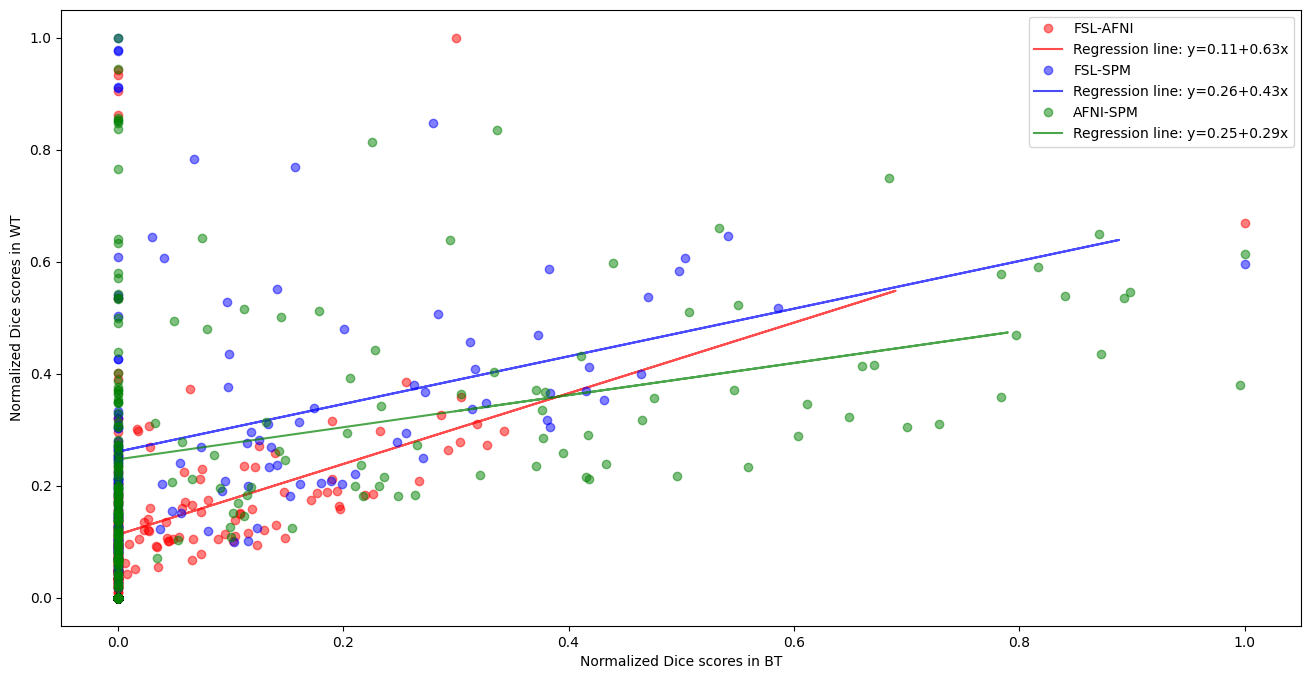 FSL-AFNI
Regression line: y=0.11+0.63x
FSL-SPM
Regression line: y=0.26+0.43x
AFNI-SPM
Regression line: y=0.25+0.29x
Normalized Dice scores in WT
1.0
0.8
0.6
0.4
0.2
0.0
0.0 0.2 0.4 0.6 0.8 1.0
Normalized Dice scores in BT